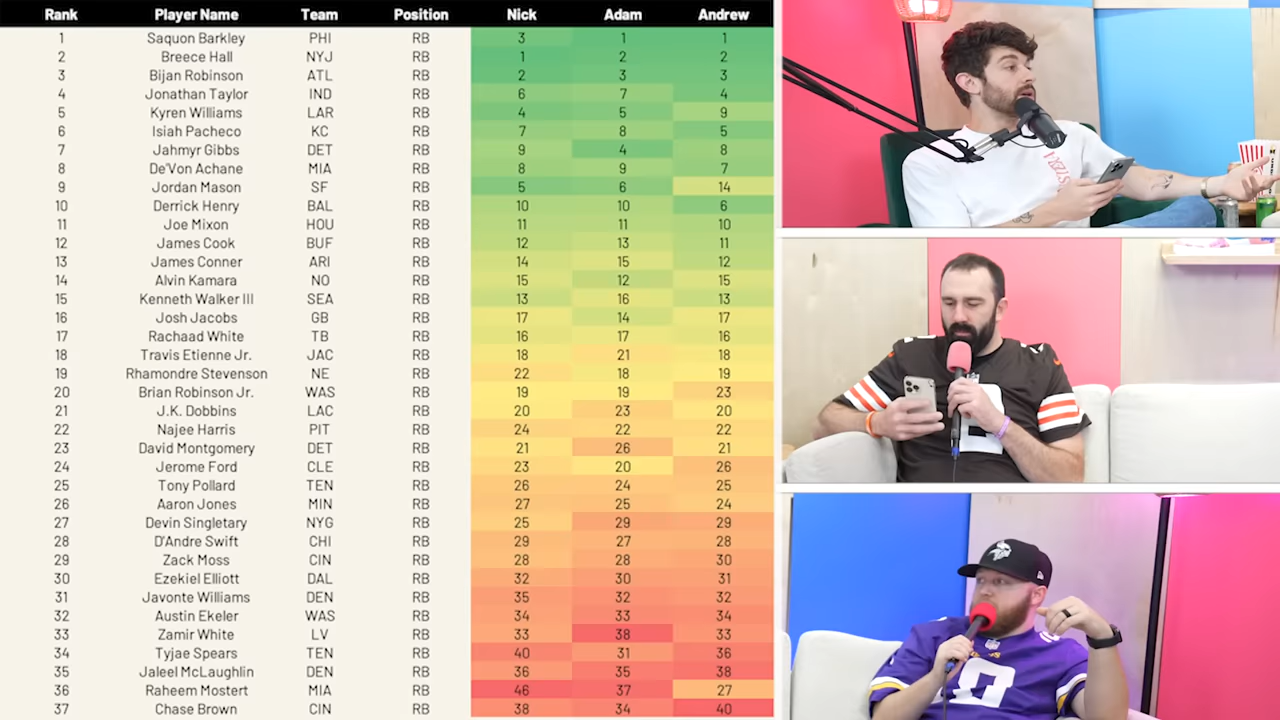 Rank Player Name Team Position Nick Adam Andrew
1 Saquon Barkley PHI RB 3 1 1
2 Breece Hall NYJ RB 1 2 2
3 Bijan Robinson ATL RB 2 3 3
4 Jonathan Taylor IND RB 6 7 4
5 Kyren Williams LAR RB 4 5 9
6 Isiah Pacheco KC RB 7 8 5
7 Jahmyr Gibbs DET RB 9 4 8
8 De'Von Achane MIA RB 8 9 7
9 Jordan Mason SF RB 5 6 14
10 Derrick Henry BAL RB 10 10 6
11 Joe Mixon HOU RB 11 11 10
12 James Cook BUF RB 12 13 11
13 James Conner ARI RB 14 15 12
14 Alvin Kamara NO RB 15 12 15
15 Kenneth Walker III SEA RB 13 16 13
16 Josh Jacobs GB RB 17 14 17
17 Rachaad White TB RB 16 17 16
18 Travis Etienne Jr. JAC RB 18 21 18
19 Rhamondre Stevenson NE RB 22 18 19
20 Brian Robinson Jr. WAS RB 19 19 23
21 J.K. Dobbins LAC RB 20 23 20
22 Najee Harris PIT RB 24 22 22
23 David Montgomery DET RB 21 26 21
24 Jerome Ford CLE RB 23 20 26
25 Tony Pollard TEN RB 26 24 25
26 Aaron Jones MIN RB 27 25 24
27 Devin Singletary NYG RB 25 29 29
28 D'Andre Swift CHI RB 29 27 28
29 Zack Moss CIN RB 28 28 30
30 Ezekiel Elliott DAL RB 32 30 31
31 Javonte Williams DEN RB 35 32 32
32 Austin Ekeler WAS RB 34 33 34
33 Zamir White LV RB 33 38 33
34 Tyjae Spears TEN RB 40 31 36
35 Jaleel McLaughlin DEN RB 36 35 38
36 Raheem Mostert MIA RB 46 37 27
37 Chase Brown CIN RB 38 34 40